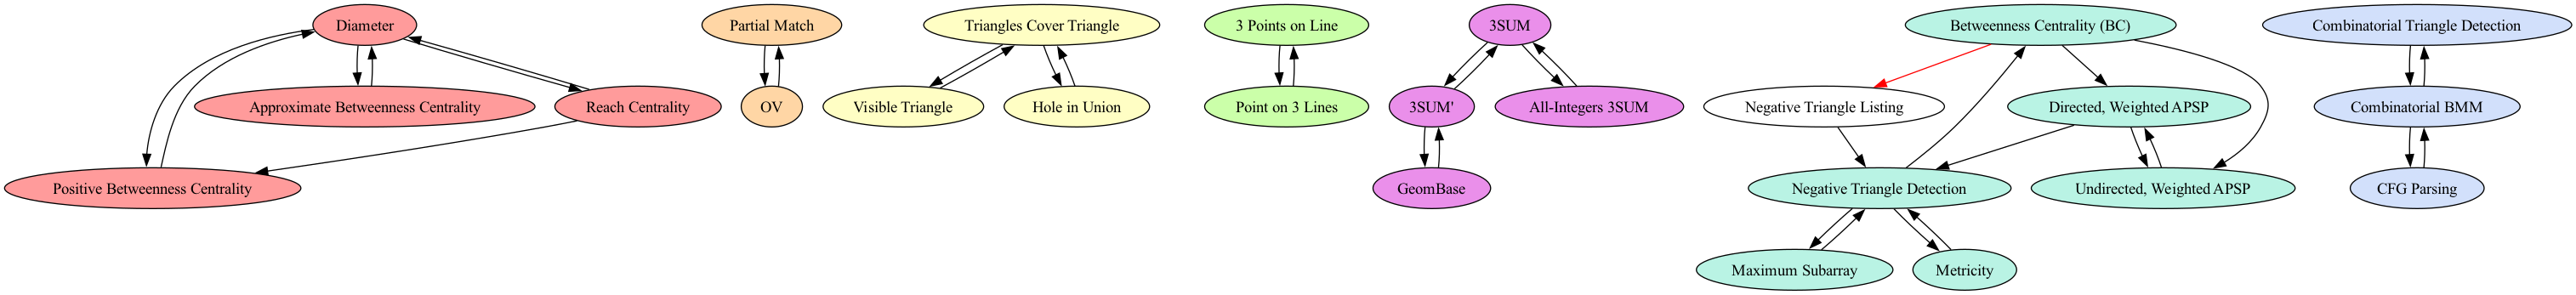 Diameter
Partial Match
Triangles Cover Triangle
3 Points on Line
3SUM
Betweenness Centrality (BC)
Combinatorial Triangle Detection
Approximate Betweenness Centrality
Reach Centrality
OV
Visible Triangle
Hole in Union
Point on 3 Lines
3SUM'
All-Integers 3SUM
Negative Triangle Listing
Directed, Weighted APSP
Combinatorial BMM
Positive Betweenness Centrality
GeomBase
Negative Triangle Detection
Undirected, Weighted APSP
CFG Parsing
Maximum Subarray
Metricity